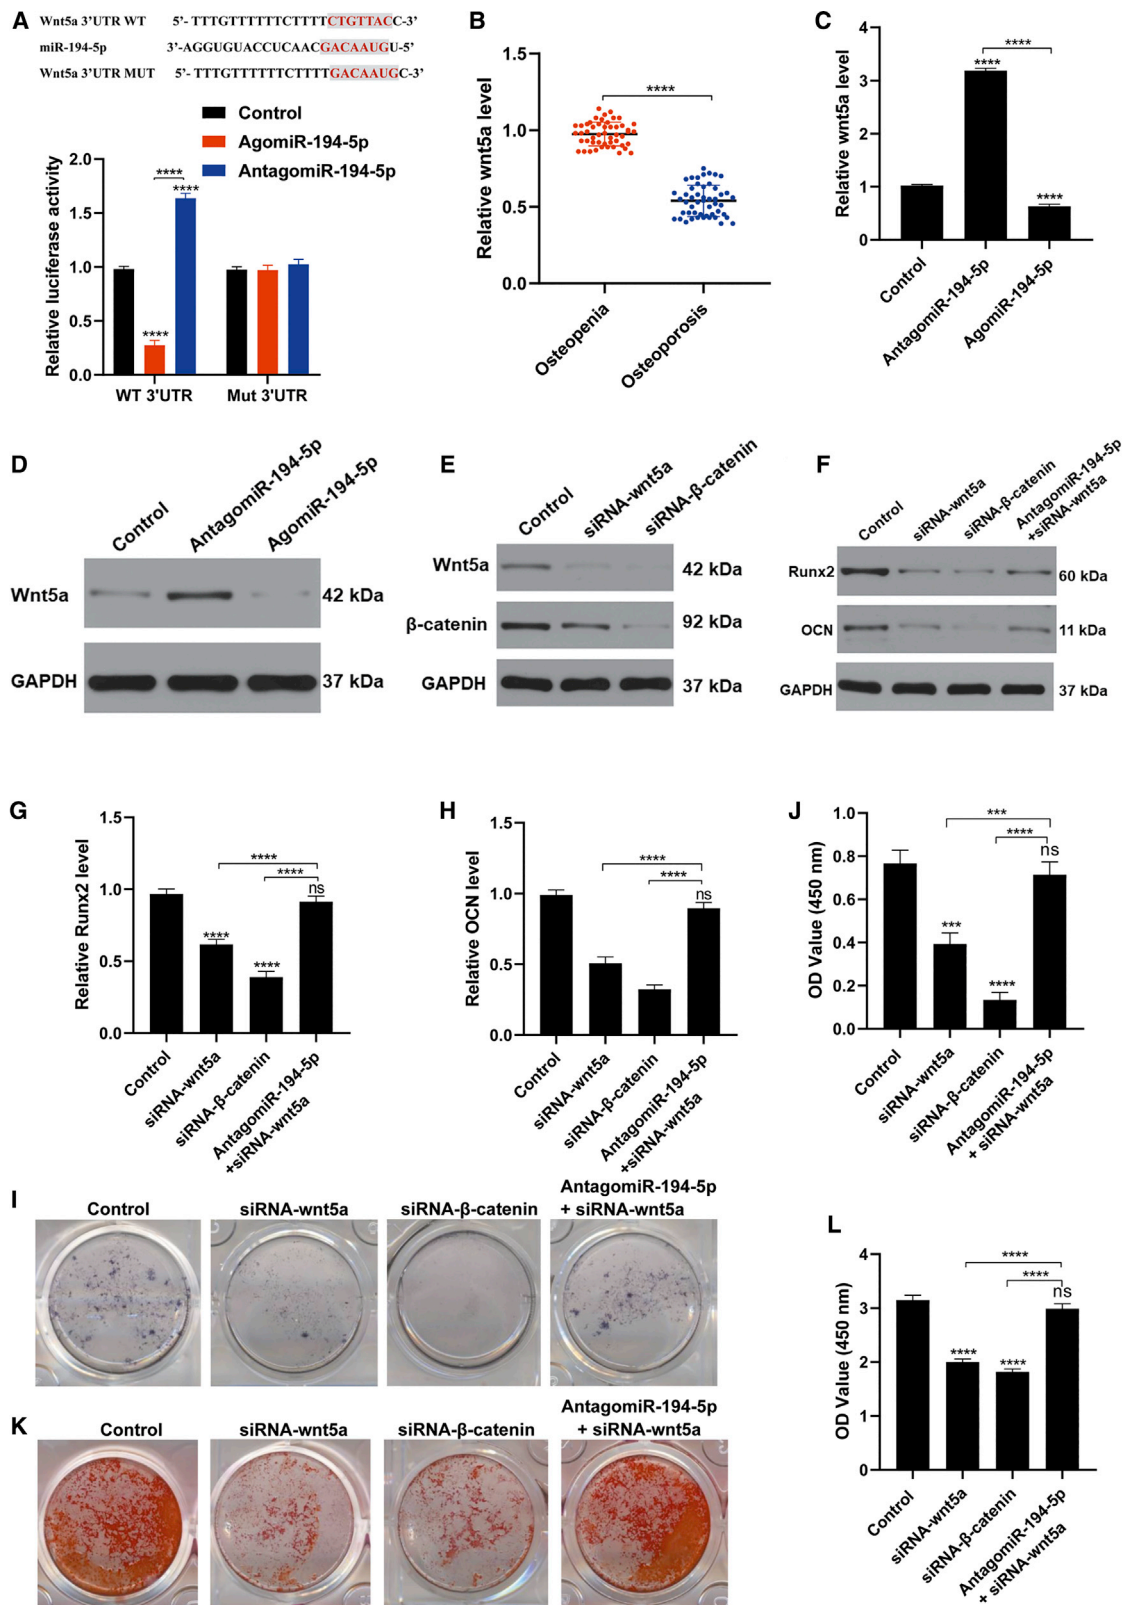 A
Wnt5a 3'UTR WT 5'- TTTGTTTTTTCTTTTCTGTTACC-3'
miR-194-5p 3'-AGGUGUACCUCAACGACAAUGU-5'
Wnt5a 3'UTR MUT 5'- TTTGTTTTTTCTTTTGACAAUGC-3'
Control
AgomiR-194-5p
AntagomiR-194-5p
Relative luciferase activity
2.0
1.5
1.0
0.5
0.0
****
****
****
WT 3'UTR
Mut 3'UTR
B
Relative wnt5a level
1.5
1.0
0.5
0.0
****
Osteopenia
Osteoporosis
C
Relative wnt5a level
4
3
2
1
0
****
****
****
Control
AntagomiR-194-5p
AgomiR-194-5p
D
Control
AntagomiR-194-5p
AgomiR-194-5p
Wnt5a
42 kDa
GAPDH
37 kDa
E
Control
siRNA-wnt5a
siRNA-β-catenin
Wnt5a
42 kDa
β-catenin
92 kDa
GAPDH
37 kDa
F
Control
siRNA-wnt5a
siRNA-β-catenin
AntagomiR-194-5p
+siRNA-wnt5a
Runx2
60 kDa
OCN
11 kDa
GAPDH
37 kDa
G
Relative Runx2 level
1.5
1.0
0.5
0.0
****
****
****
****
ns
Control
siRNA-wnt5a
siRNA-β-catenin
AntagomiR-194-5p
+siRNA-wnt5a
H
Relative OCN level
1.5
1.0
0.5
0.0
****
****
ns
Control
siRNA-wnt5a
siRNA-β-catenin
AntagomiR-194-5p
+siRNA-wnt5a
J
OD Value (450 nm)
1.0
0.8
0.6
0.4
0.2
0.0
***
****
ns
***
****
Control
siRNA-wnt5a
siRNA-β-catenin
AntagomiR-194-5p
+ siRNA-wnt5a
I
Control
siRNA-wnt5a
siRNA-β-catenin
AntagomiR-194-5p
+ siRNA-wnt5a
K
Control
siRNA-wnt5a
siRNA-β-catenin
AntagomiR-194-5p
+ siRNA-wnt5a
L
OD Value (450 nm)
4
3
2
1
0
****
****
ns
****
****
Control
siRNA-wnt5a
siRNA-β-catenin
AntagomiR-194-5p
+ siRNA-wnt5a